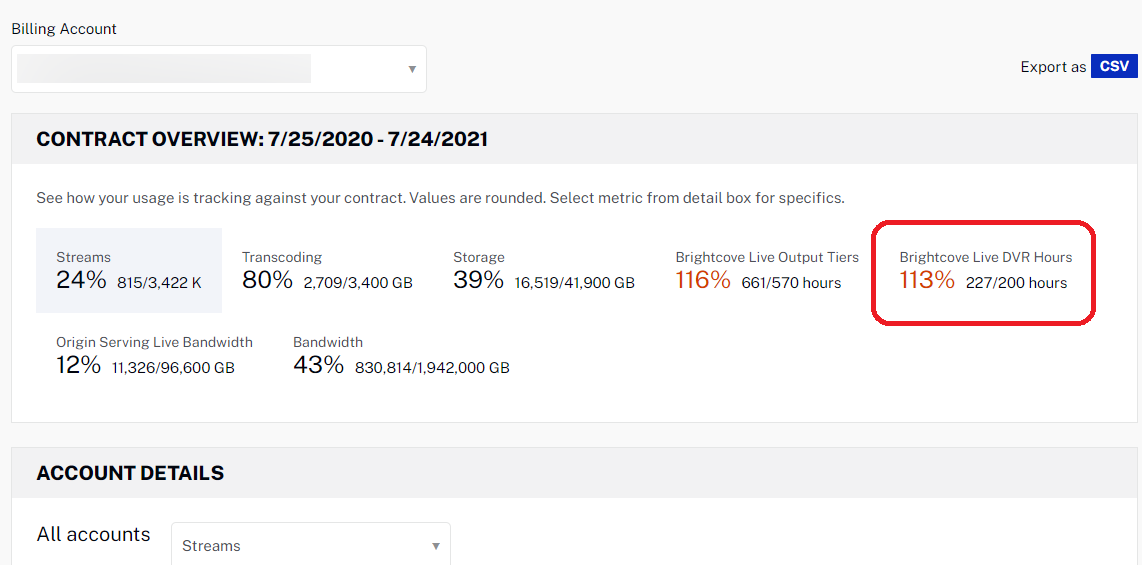 Billing Account
Export as CSV
CONTRACT OVERVIEW: 7/25/2020 - 7/24/2021
See how your usage is tracking against your contract. Values are rounded. Select metric from detail box for specifics.
Streams
24% 815/3,422 K
Transcoding
80% 2,709/3,400 GB
Storage
39% 16,519/41,900 GB
Brightcove Live Output Tiers
116% 661/570 hours
Brightcove Live DVR Hours
113% 227/200 hours
Origin Serving Live Bandwidth
12% 11,326/96,600 GB
Bandwidth
43% 830,814/1,942,000 GB
ACCOUNT DETAILS
All accounts
Streams